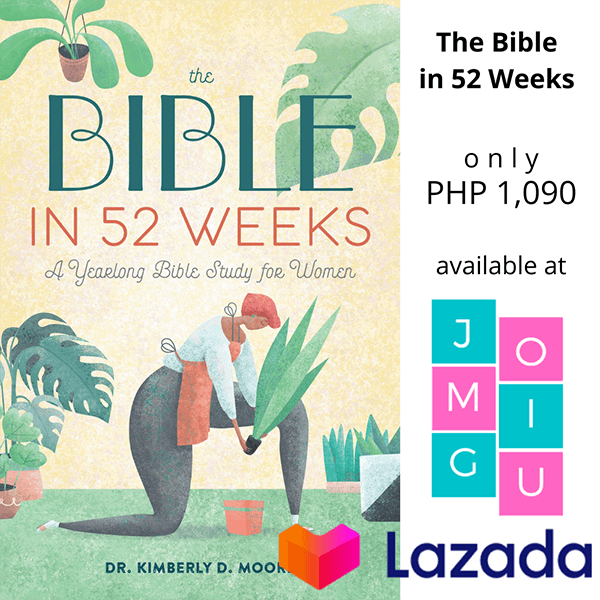 the
BIBLE
IN 52 WEEKS
A Yearlong Bible Study for Women
DR. KIMBERLY D. MOOR
The Bible
in 52 Weeks
only
PHP 1,090
available at
J O
M I
G U
Lazada